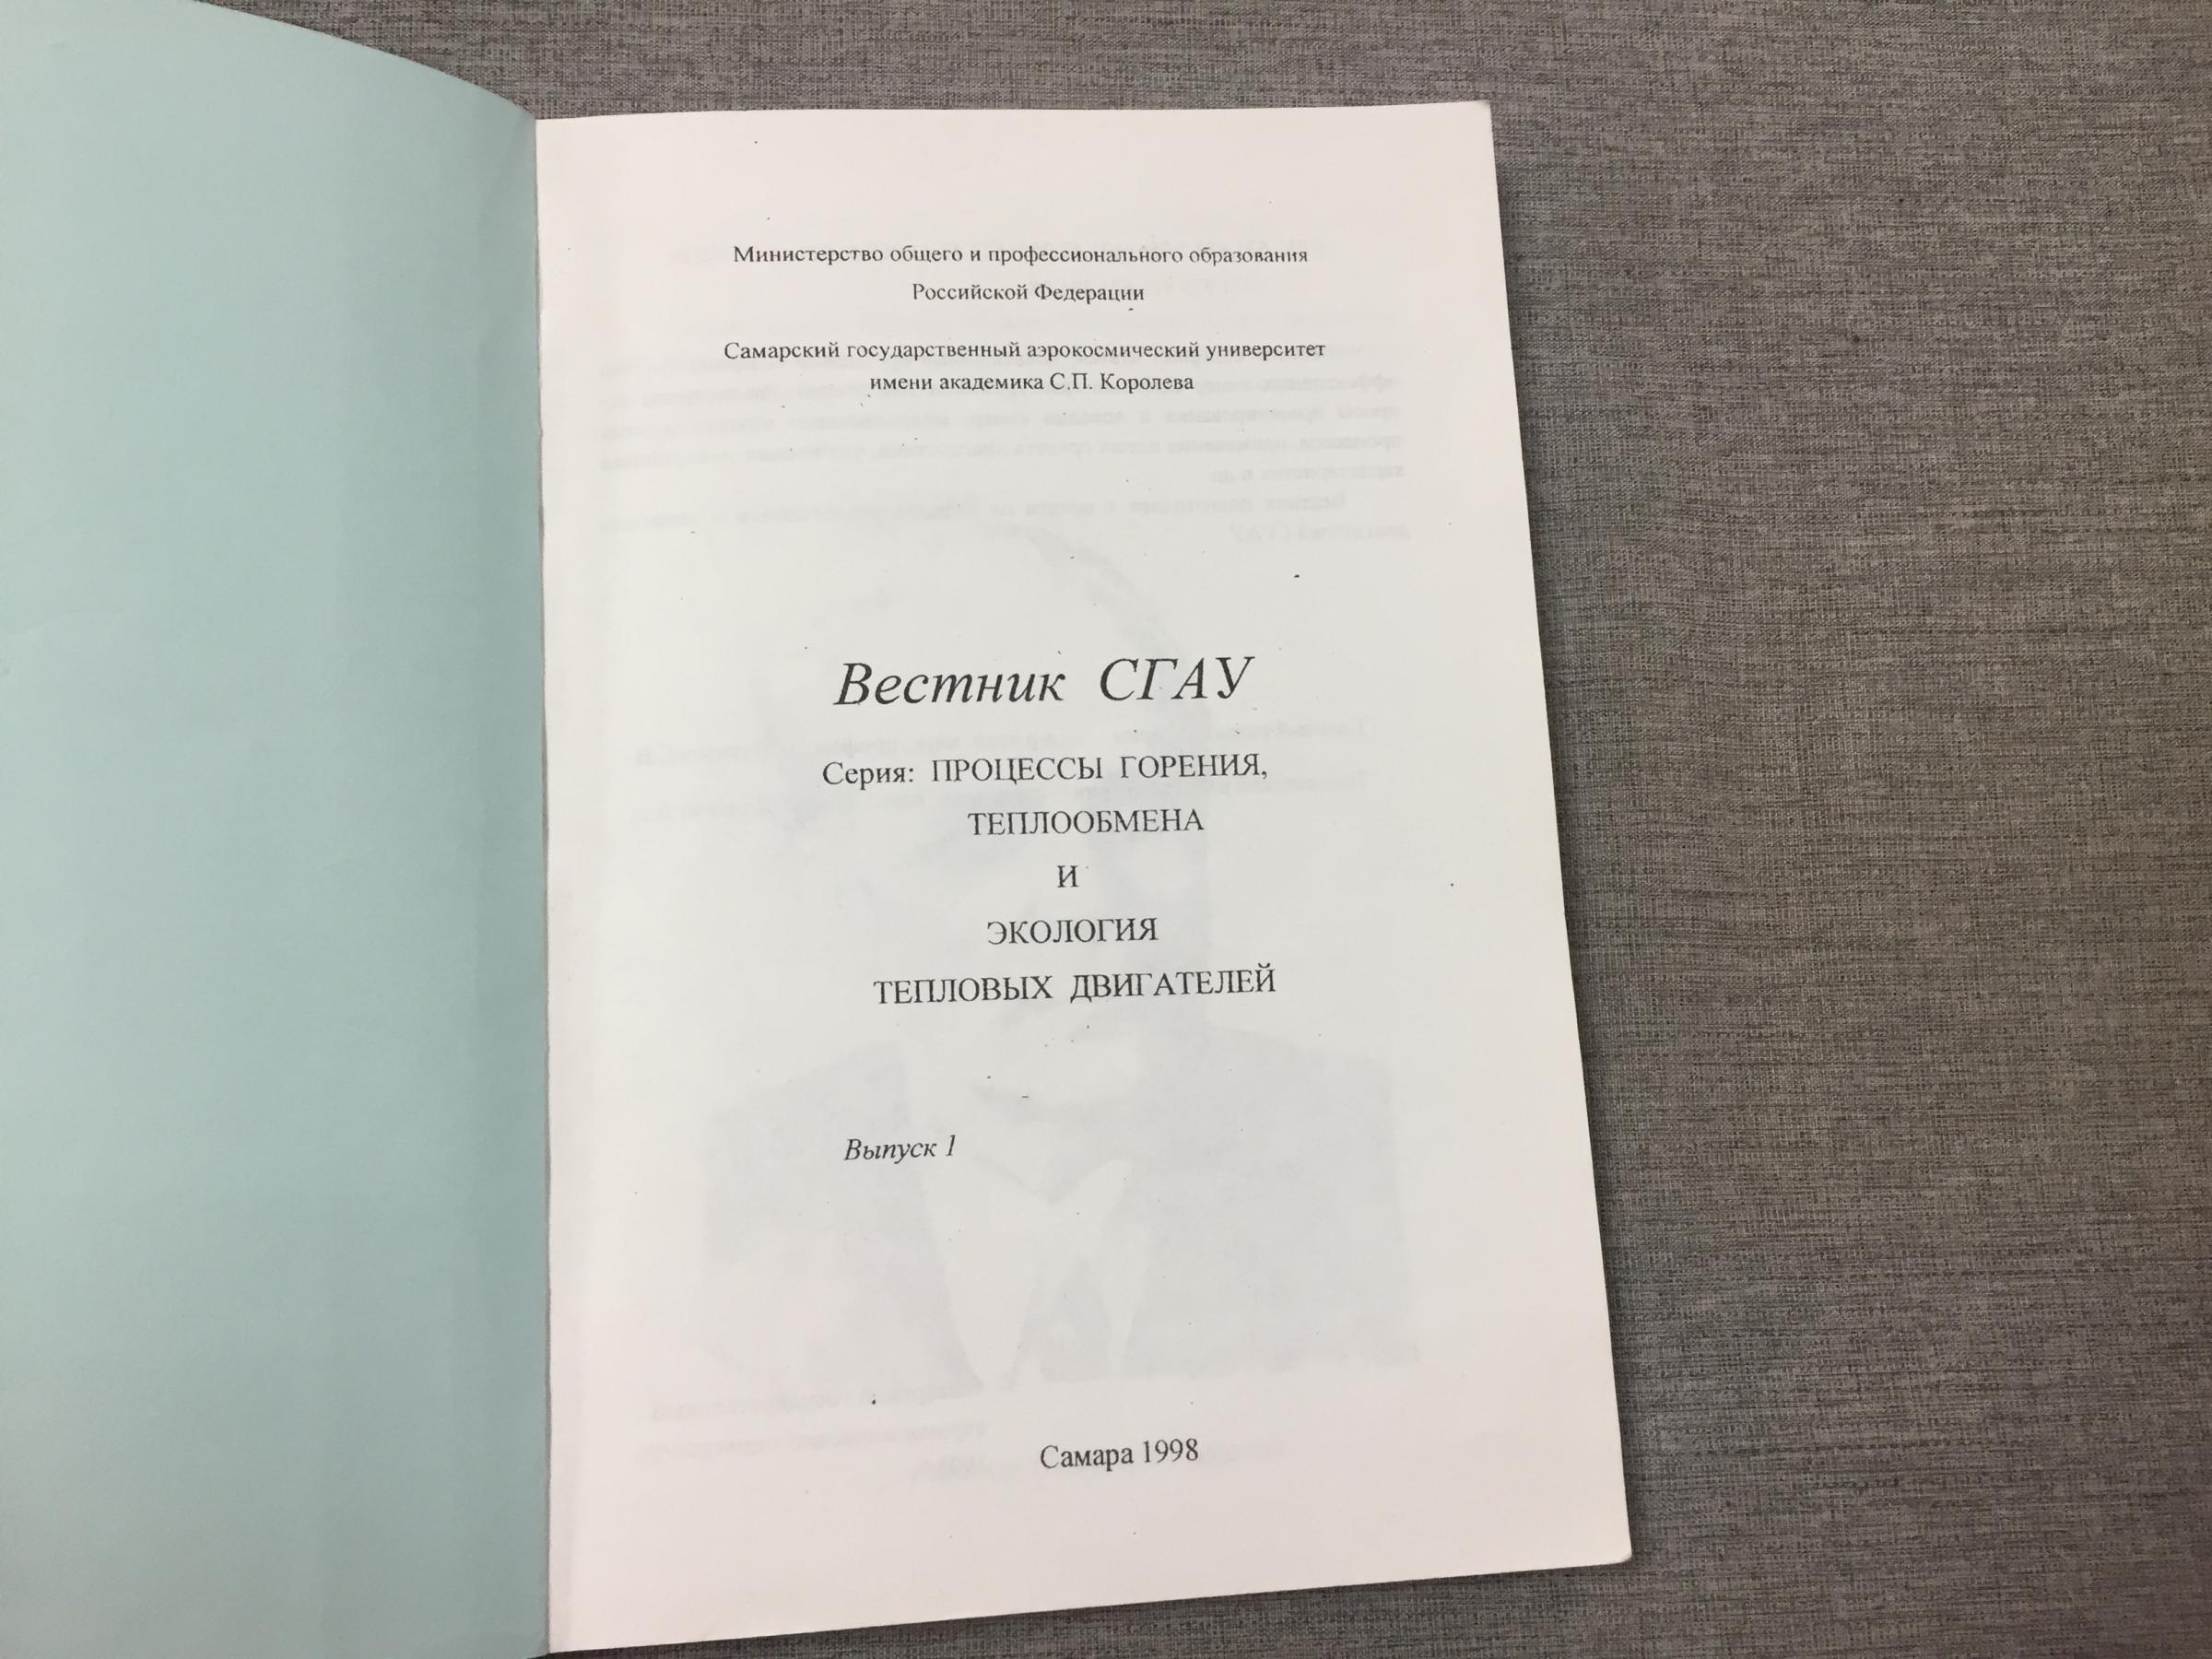 Министерство общего и профессионального образования
Российской Федерации
Самарский государственный аэрокосмический университет
имени академика С.П. Королева
Вестник СГАУ
Серия: ПРОЦЕССЫ ГОРЕНИЯ,
ТЕПЛООБМЕНА
И
ЭКОЛОГИЯ
ТЕПЛОВЫХ ДВИГАТЕЛЕЙ
Выпуск 1
Самара 1998